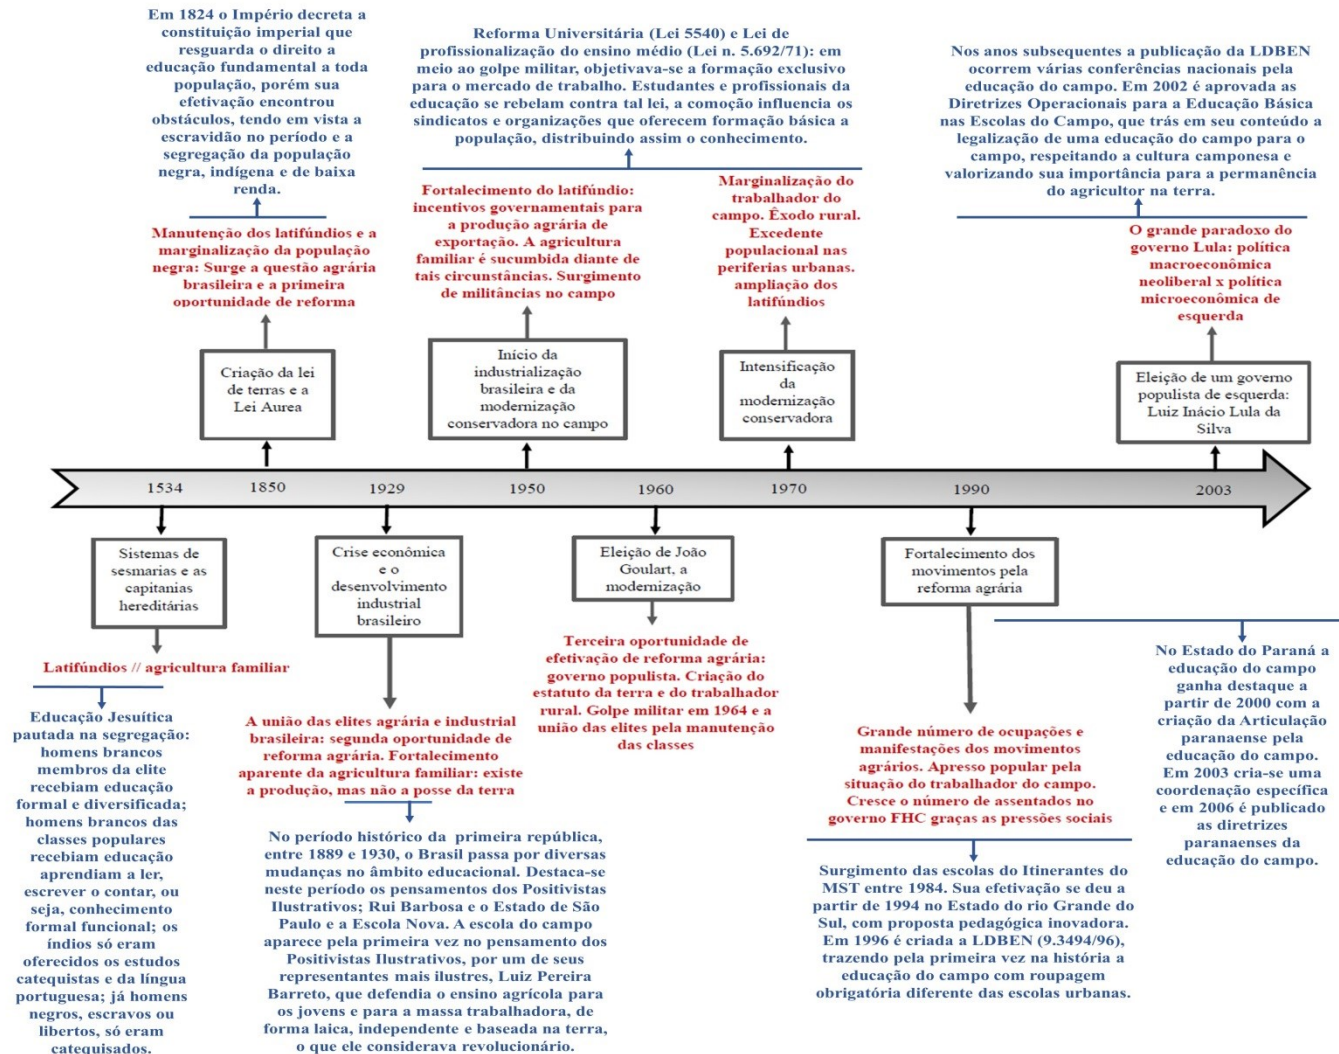 Em 1824 o Império decreta a
constituição imperial que
resguarda o direito a
educação fundamental a toda
população, porém sua
efetivação encontrou
obstáculos, tendo em vista a
escravidão no período e a
segregação da população
negra, indígena e de baixa
renda.
Manutenção dos latifúndios e a
marginalização da população
negra: Surge a questão agrária
brasileira e a primeira
oportunidade de reforma
Criação da lei
de terras e a
Lei Aurea
Reforma Universitária (Lei 5540) e Lei de
profissionalização do ensino médio (Lei n. 5.692/71): em
meio ao golpe militar, objetivava-se a formação exclusivo
para o mercado de trabalho. Estudantes e profissionais da
educação se rebelam contra tal lei, a comoção influencia os
sindicatos e organizações que oferecem formação básica a
população, distribuindo assim o conhecimento.
Fortalecimento do latifúndio:
incentivos governamentais para
a produção agrária de
exportação. A agricultura
familiar é sucumbida diante de
tais circunstâncias. Surgimento
de militâncias no campo
Início da
industrialização
brasileira e da
modernização
conservadora no campo
Marginalização do
trabalhador do
campo. Êxodo rural.
Excedente
populacional nas
periferias urbanas.
ampliação dos
latifúndios
Intensificação
da
modernização
conservadora
Nos anos subsequentes a publicação da LDBEN
ocorrem várias conferências nacionais pela
educação do campo. Em 2002 é aprovada as
Diretrizes Operacionais para a Educação Básica
nas Escolas do Campo, que trás em seu conteúdo a
legalização de uma educação do campo para o
campo, respeitando a cultura camponesa e
valorizando sua importância para a permanência
do agricultor na terra.
O grande paradoxo do
governo Lula: política
macroeconômica
neoliberal x política
microeconômica de
esquerda
Eleição de um governo
populista de esquerda:
Luiz Inácio Lula da
Silva
1534 1850 1929 1950 1960 1970 1990 2003
Sistemas de
sesmarias e as
capitanias
hereditárias
Latifúndios // agricultura familiar
Educação Jesuítica
pautada na segregação:
homens brancos
membros da elite
recebiam educação
formal e diversificada;
homens brancos das
classes populares
recebiam educação
aprendiam a ler,
escrever o contar, ou
seja, conhecimento
formal funcional; os
índios só eram
oferecidos os estudos
catequistas e da língua
portuguesa; já homens
negros, escravos ou
libertos, só eram
catequisados.
Crise econômica
e o
desenvolvimento
industrial
brasileiro
A união das elites agrária e industrial
brasileira: segunda oportunidade de
reforma agrária. Fortalecimento
aparente da agricultura familiar: existe
a produção, mas não a posse da terra
No período histórico da primeira república,
entre 1889 e 1930, o Brasil passa por diversas
mudanças no âmbito educacional. Destaca-se
neste período os pensamentos dos Positivistas
Ilustrativos; Rui Barbosa e o Estado de São
Paulo e a Escola Nova. A escola do campo
aparece pela primeira vez no pensamento dos
Positivistas Ilustrativos, por um de seus
representantes mais ilustres, Luiz Pereira
Barreto, que defendia o ensino agrícola para
os jovens e para a massa trabalhadora, de
forma laica, independente e baseada na terra,
o que ele considerava revolucionário.
Eleição de João
Goulart, a
modernização
Terceira oportunidade de
efetivação de reforma agrária:
governo populista. Criação do
estatuto da terra e do trabalhador
rural. Golpe militar em 1964 e a
união das elites pela manutenção
das classes
Fortalecimento dos
movimentos pela
reforma agrária
Grande número de ocupações e
manifestações dos movimentos
agrários. Apresso popular pela
situação do trabalhador do campo.
Cresce o número de assentados no
governo FHC graças as pressões sociais
Surgimento das escolas do Itinerantes do
MST entre 1984. Sua efetivação se deu a
partir de 1994 no Estado do rio Grande do
Sul, com proposta pedagógica inovadora.
Em 1996 é criada a LDBEN (9.3494/96),
trazendo pela primeira vez na história a
educação do campo com roupagem
obrigatória diferente das escolas urbanas.
No Estado do Paraná a
educação do campo
ganha destaque a
partir de 2000 com a
criação da Articulação
paranaense pela
educação do campo.
Em 2003 cria-se uma
coordenação específica
e em 2006 é publicado
as diretrizes
paranaenses da
educação do campo.